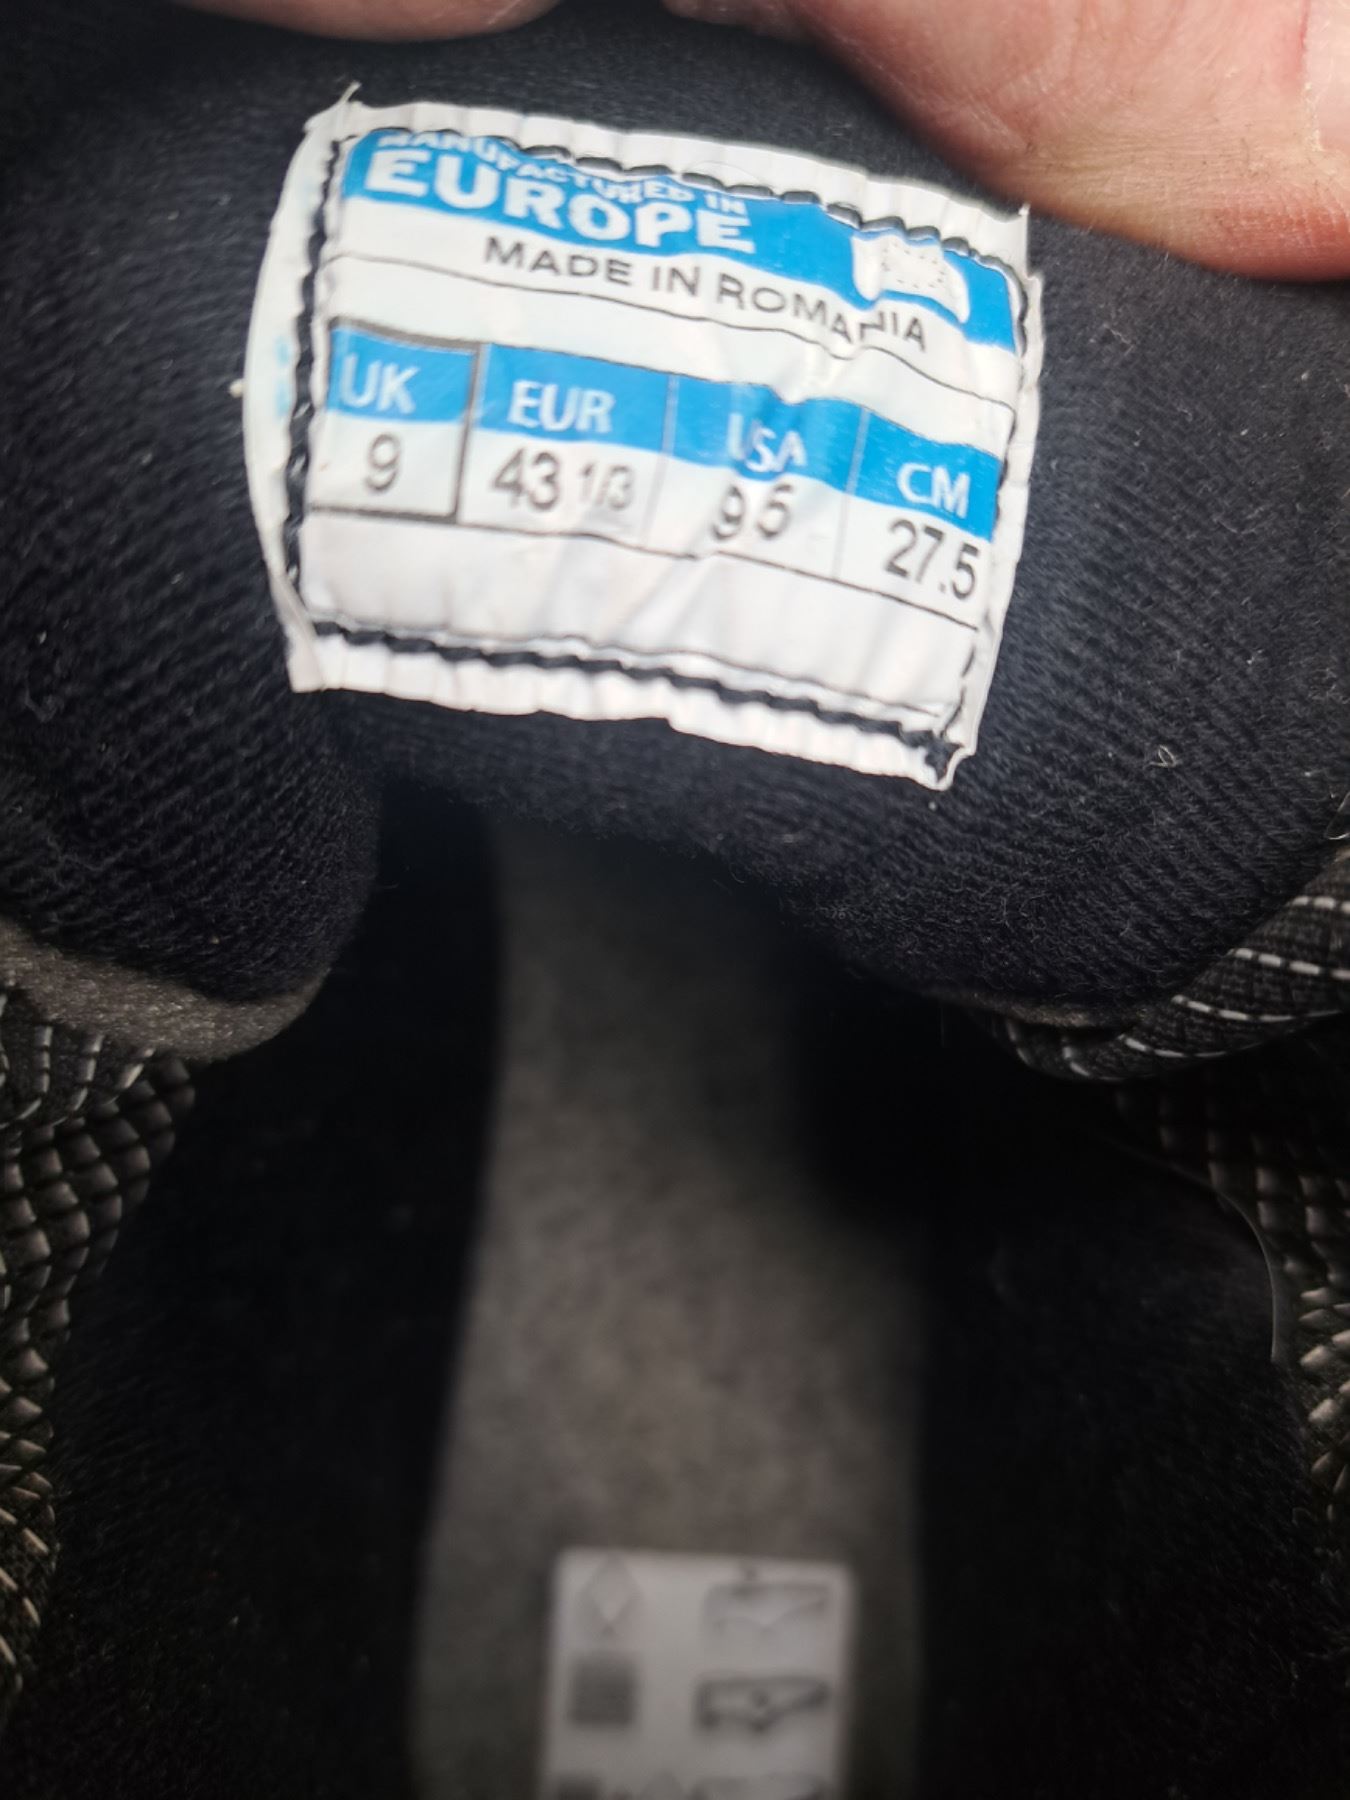 MANUFACTURED IN
EUROPE
MADE IN ROMANIA
UK EUR USA CM
9 43 1/3 9.5 27.5